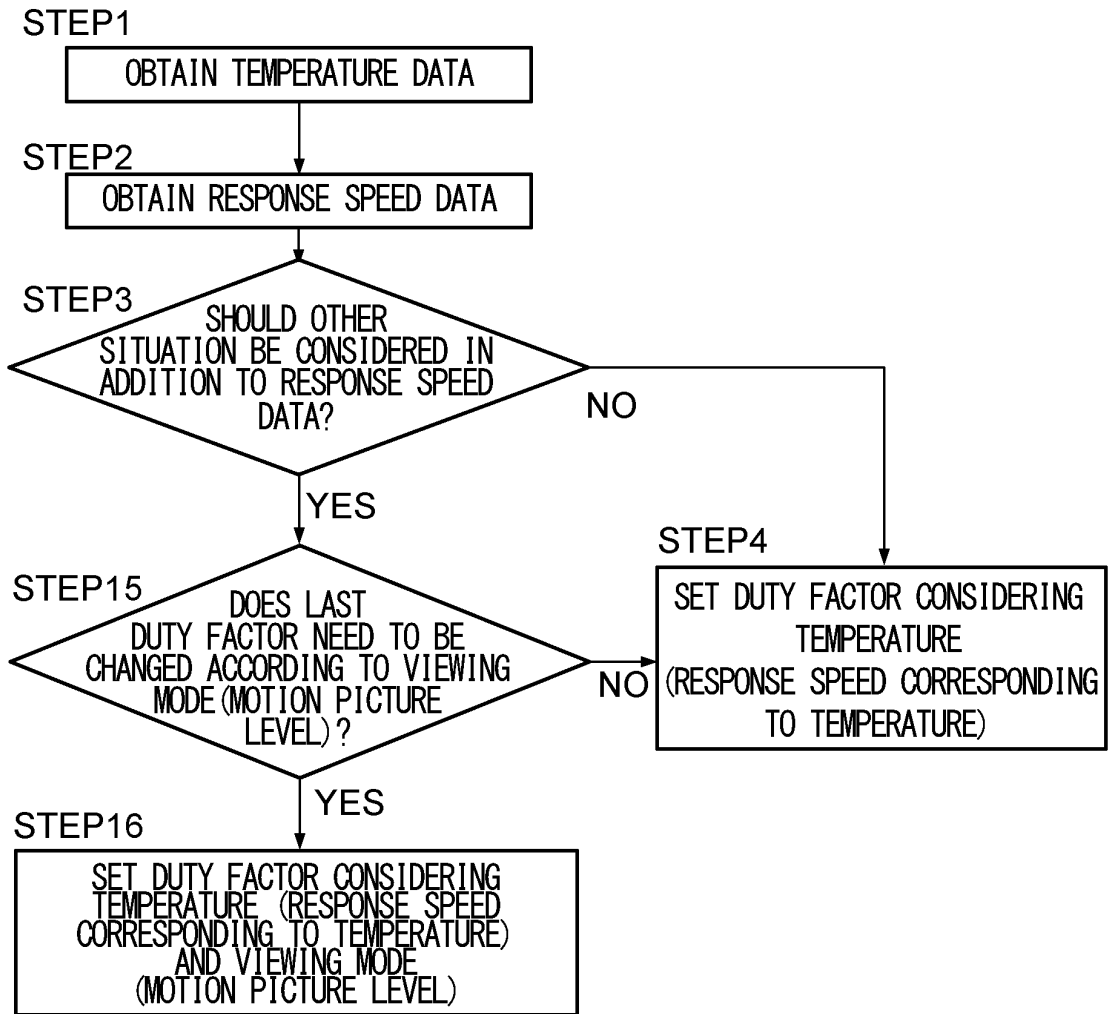 STEP1
OBTAIN TEMPERATURE DATA
STEP2
OBTAIN RESPONSE SPEED DATA
STEP3
SHOULD OTHER
SITUATION BE CONSIDERED IN
ADDITION TO RESPONSE SPEED
DATA?
NO
YES
STEP15
DOES LAST
DUTY FACTOR NEED TO BE
CHANGED ACCORDING TO VIEWING
MODE(MOTION PICTURE
LEVEL)?
NO
YES
STEP4
SET DUTY FACTOR CONSIDERING
TEMPERATURE
(RESPONSE SPEED CORRESPONDING
TO TEMPERATURE)
STEP16
SET DUTY FACTOR CONSIDERING
TEMPERATURE (RESPONSE SPEED
CORRESPONDING TO TEMPERATURE)
AND VIEWING MODE
(MOTION PICTURE LEVEL)